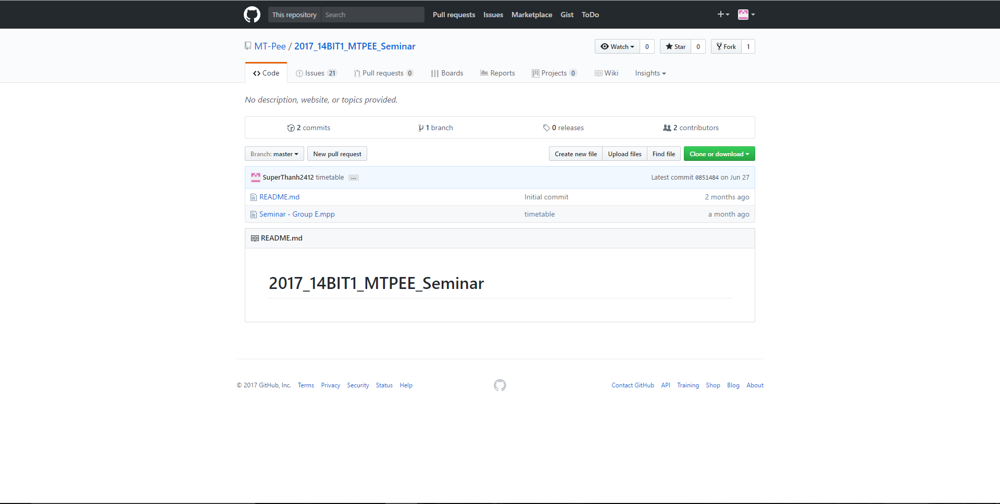 This repository Search Pull requests Issues Marketplace Gist ToDo
MT-Pee / 2017_14BIT1_MTPEE_Seminar Watch 0 Star 0 Fork 1
Code Issues 21 Pull requests 0 Boards Reports Projects 0 Wiki Insights
No description, website, or topics provided.
2 commits 1 branch 0 releases 2 contributors
Branch: master New pull request Create new file Upload files Find file Clone or download
SuperThanh2412 timetable ... Latest commit 0851484 on Jun 27
README.md Initial commit 2 months ago
Seminar - Group E.mpp timetable a month ago
README.md
2017_14BIT1_MTPEE_Seminar
© 2017 GitHub, Inc. Terms Privacy Security Status Help Contact GitHub API Training Shop Blog About